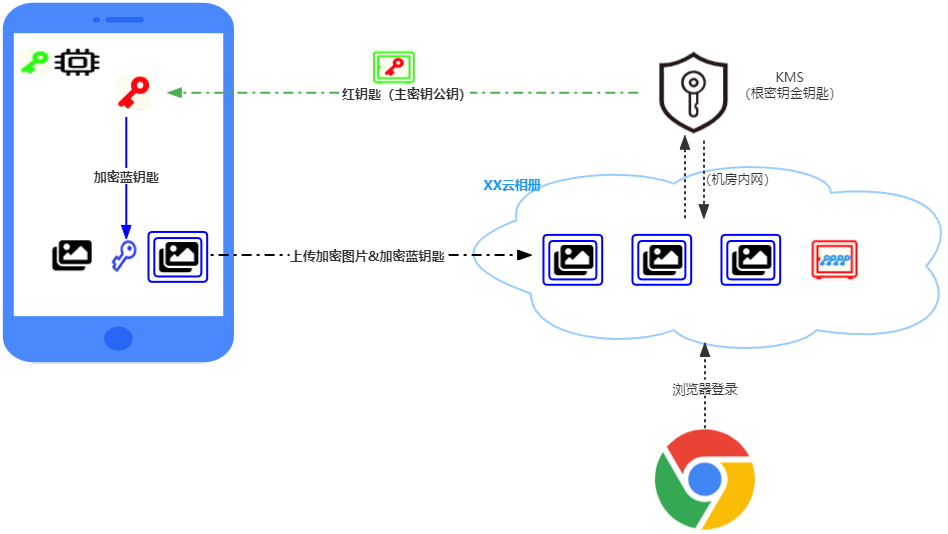 KMS
（根密钥金钥匙）
红钥匙（主密钥公钥）
加密蓝钥匙
XX云相册
（机房内网）
上传加密图片&加密蓝钥匙
浏览器登录